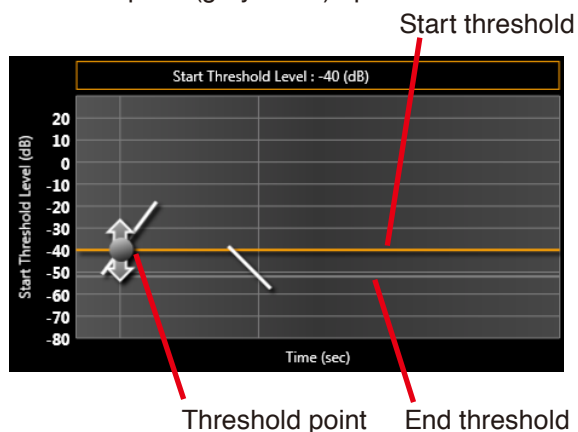 Start threshold
Start Threshold Level : -40 (dB)
Start Threshold Level (dB)
20
10
0
-10
-20
-30
-40
-50
-60
-70
-80
Time (sec)
Threshold point
End threshold